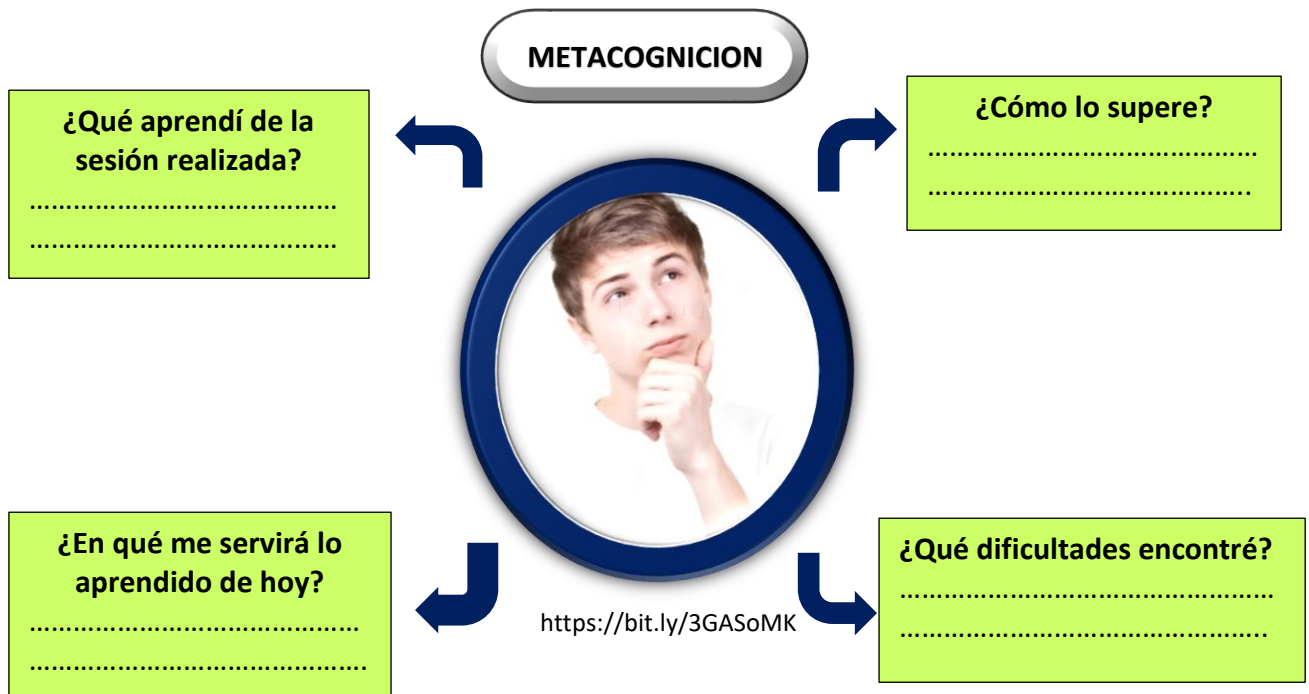 METACOGNICION
¿Qué aprendí de la
sesión realizada?
……………………………………
……………………………………
¿Cómo lo supere?
………………………………………
……………………………………..
¿En qué me servirá lo
aprendido de hoy?
………………………………………
……………………………………….
¿Qué dificultades encontré?
……………………………………………
…………………………………………..
https://bit.ly/3GASoMK